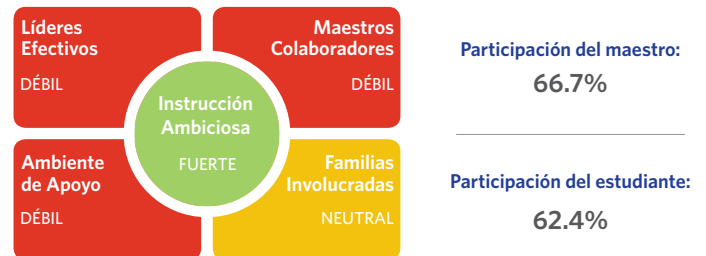 Líderes
Efectivos
DÉBIL
Maestros
Colaboradores
DÉBIL
Instrucción
Ambiciosa
FUERTE
Ambiente
de Apoyo
DÉBIL
Familias
Involucradas
NEUTRAL
Participación del maestro:
66.7%
Participación del estudiante:
62.4%